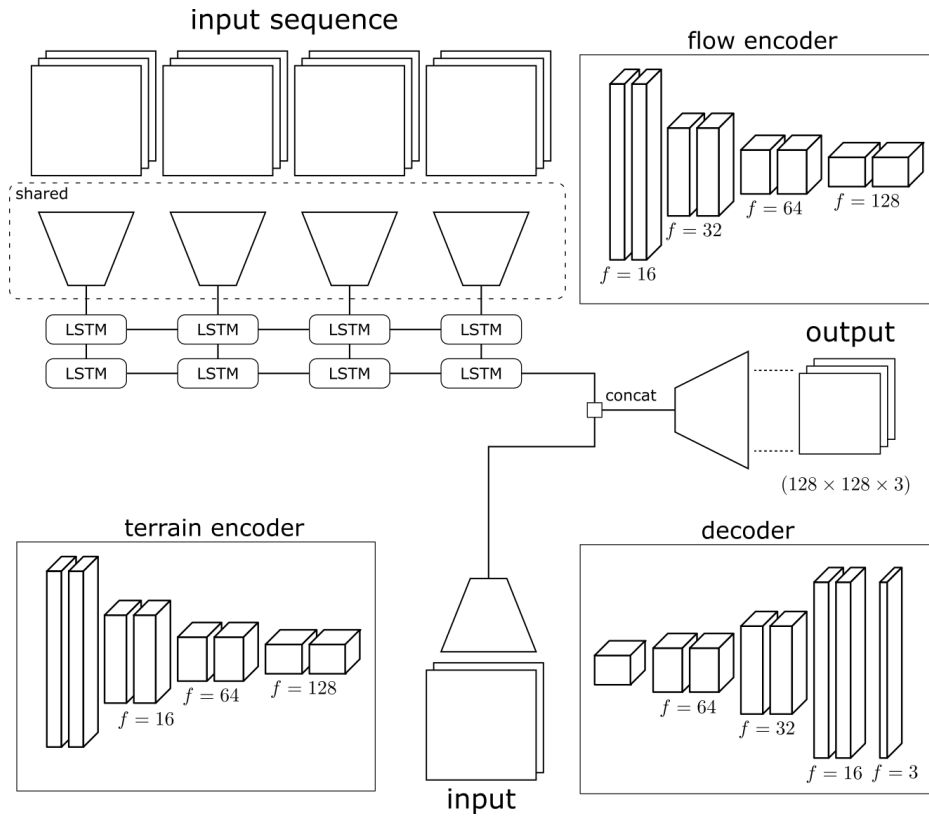 input sequence
flow encoder
shared
f = 16
f = 32
f = 64
f = 128
LSTM LSTM LSTM LSTM
LSTM LSTM LSTM LSTM
output
concat
(128 × 128 × 3)
terrain encoder
f = 16
f = 64
f = 128
input
decoder
f = 64
f = 32
f = 16
f = 3